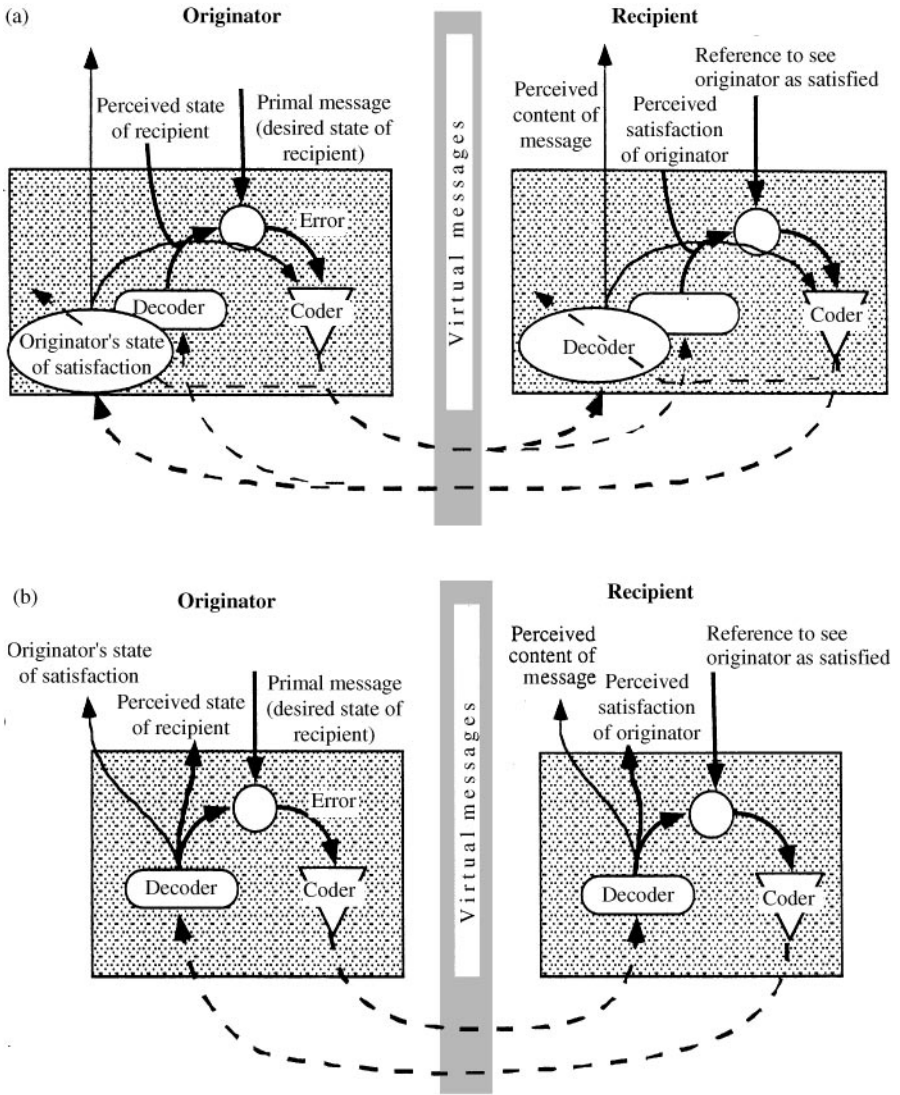 (a)
Originator
Recipient
Perceived state
of recipient
Primal message
(desired state of
recipient)
Error
Decoder
Coder
Originator's state
of satisfaction
Virtual messages
Perceived
content of
message
Perceived
satisfaction
of originator
Reference to see
originator as satisfied
Decoder
Coder
(b)
Originator
Recipient
Originator's state
of satisfaction
Perceived state
of recipient
Primal message
(desired state of
recipient)
Error
Decoder
Coder
Virtual messages
Perceived
content of
message
Perceived
satisfaction
of originator
Reference to see
originator as satisfied
Decoder
Coder